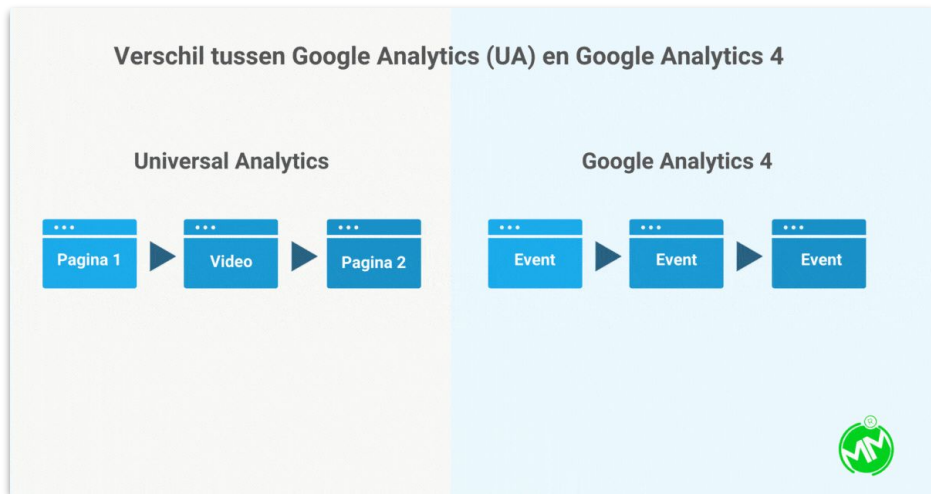 Verschil tussen Google Analytics (UA) en Google Analytics 4
Universal Analytics
Pagina 1
Video
Pagina 2
Google Analytics 4
Event
Event
Event
MM